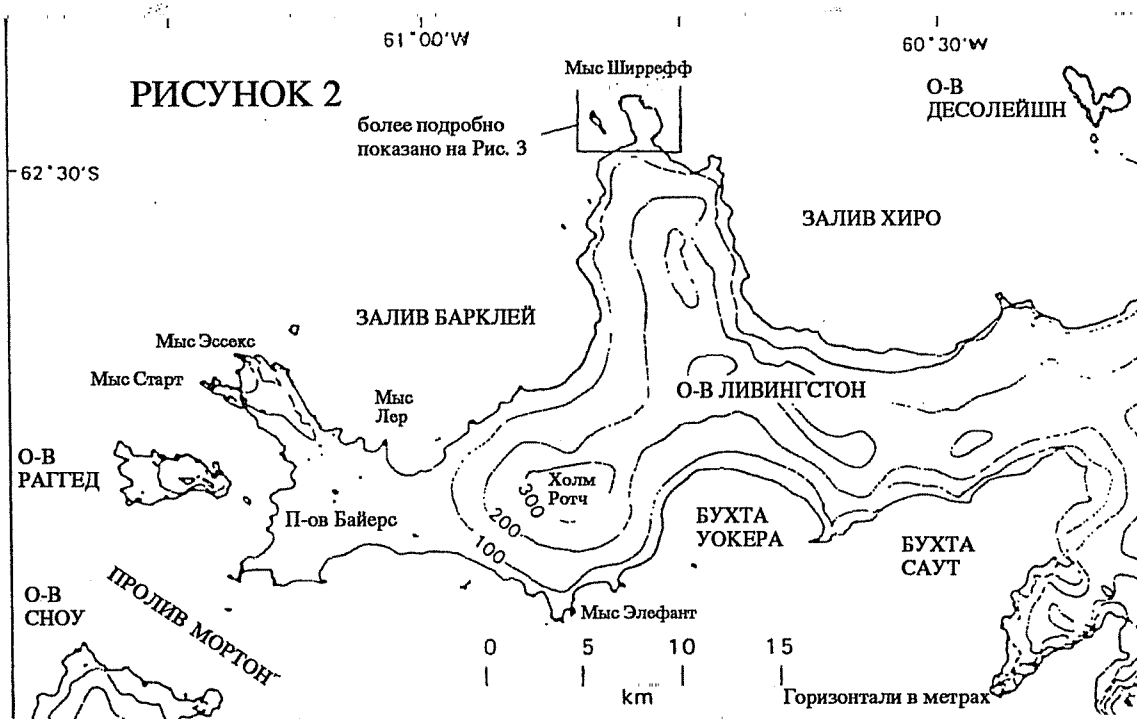 61°00'W
60°30'W
РИСУНОК 2
Мыс Ширрефф
О-В
ДЕСОЛЕЙШН
более подробно
показано на Рис. 3
62°30'S
ЗАЛИВ ХИРО
ЗАЛИВ БАРКЛЕЙ
Мыс Эссекс
Мыс Старт
Мыс
Лер
О-В ЛИВИНГСТОН
О-В
РАГГЕД
Холм
Ротч
300
200
100
П-ов Байерс
БУХТА
УОКЕРА
БУХТА
САУТ
О-В
СНОУ
ПРОЛИВ МОРТОН
Мыс Элефант
0 5 10 15
km
Горизонтали в метрах